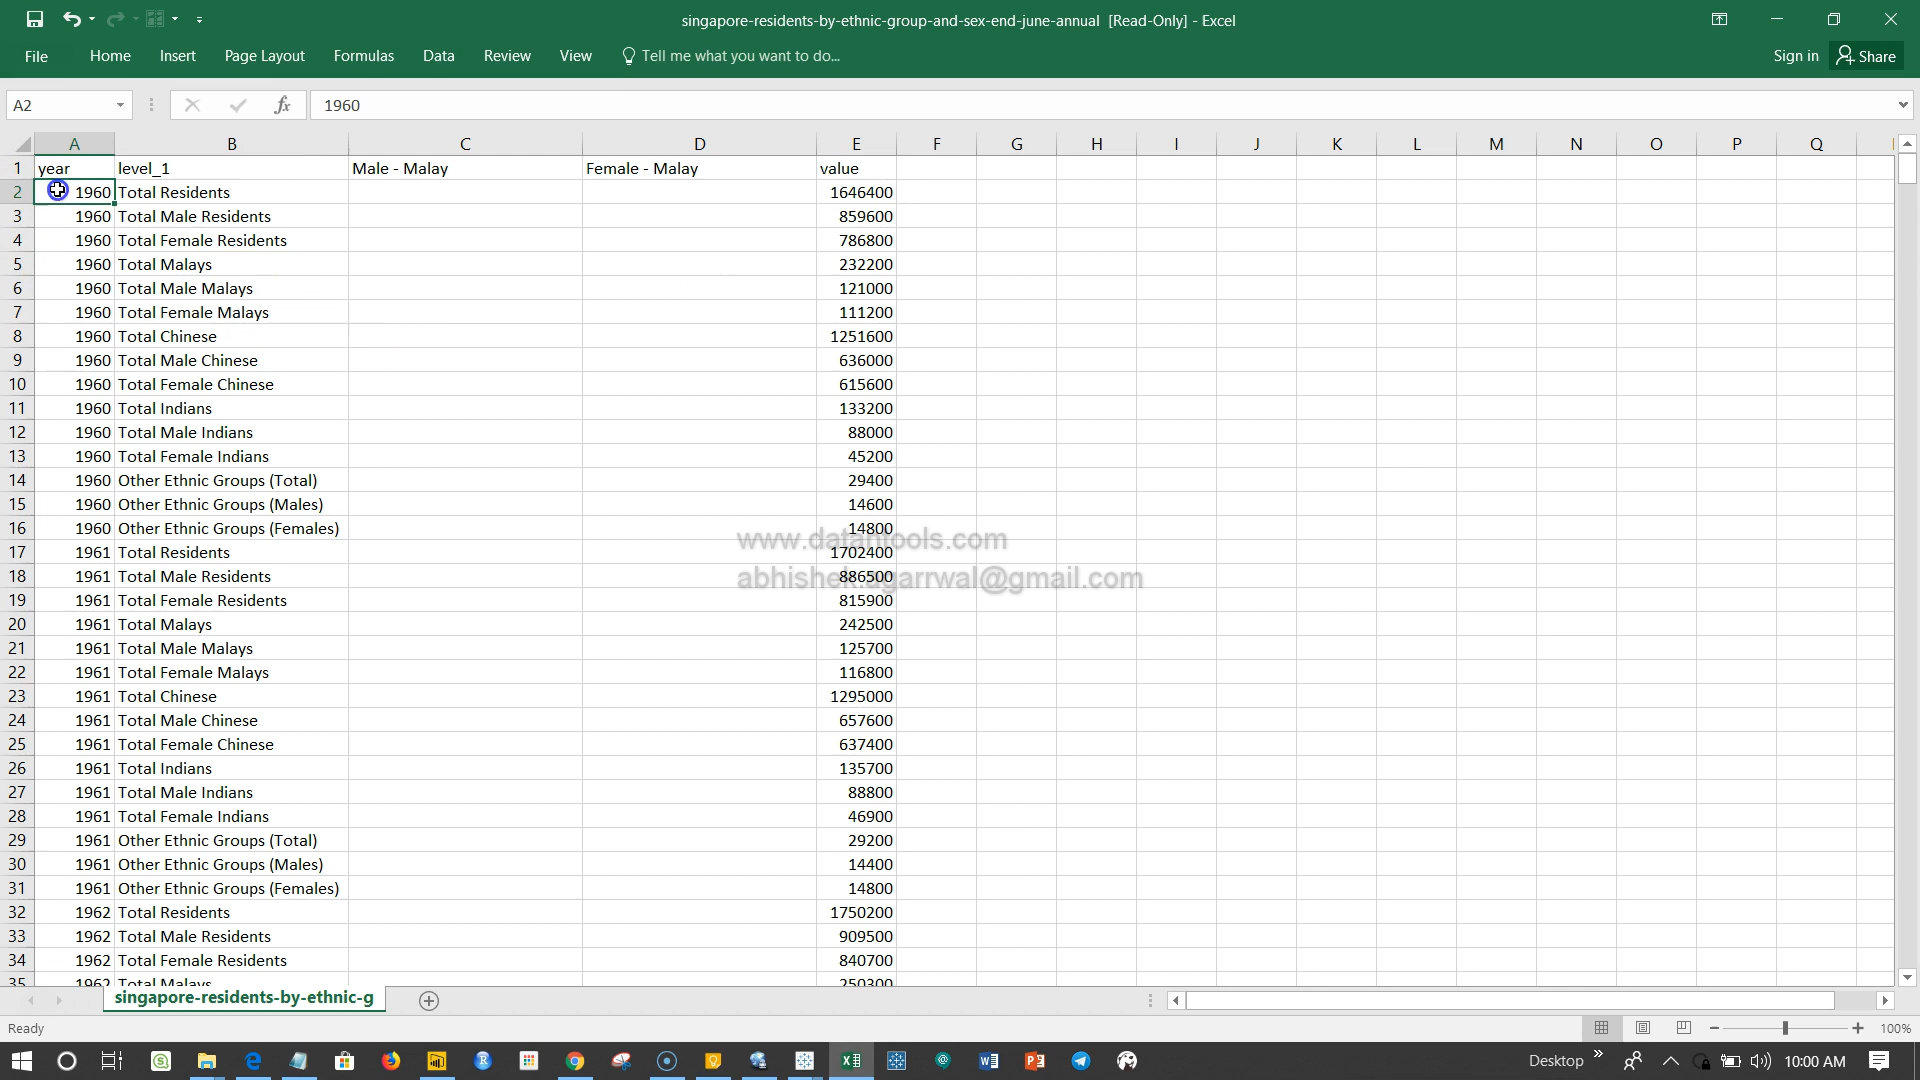 singapore-residents-by-ethnic-group-and-sex-end-june-annual [Read-Only] - Excel
File Home Insert Page Layout Formulas Data Review View Tell me what you want to do... Sign in Share
A2 fx 1960
A B C D E F G H I J K L M N O P Q
1 year level_1 Male - Malay Female - Malay value
2 1960 Total Residents 1646400
3 1960 Total Male Residents 859600
4 1960 Total Female Residents 786800
5 1960 Total Malays 232200
6 1960 Total Male Malays 121000
7 1960 Total Female Malays 111200
8 1960 Total Chinese 1251600
9 1960 Total Male Chinese 636000
10 1960 Total Female Chinese 615600
11 1960 Total Indians 133200
12 1960 Total Male Indians 88000
13 1960 Total Female Indians 45200
14 1960 Other Ethnic Groups (Total) 29400
15 1960 Other Ethnic Groups (Males) 14600
16 1960 Other Ethnic Groups (Females) 14800
www.datantools.com
17 1961 Total Residents 1702400
18 1961 Total Male Residents 886500
abhishek.agarrwal@gmail.com
19 1961 Total Female Residents 815900
20 1961 Total Malays 242500
21 1961 Total Male Malays 125700
22 1961 Total Female Malays 116800
23 1961 Total Chinese 1295000
24 1961 Total Male Chinese 657600
25 1961 Total Female Chinese 637400
26 1961 Total Indians 135700
27 1961 Total Male Indians 88800
28 1961 Total Female Indians 46900
29 1961 Other Ethnic Groups (Total) 29200
30 1961 Other Ethnic Groups (Males) 14400
31 1961 Other Ethnic Groups (Females) 14800
32 1962 Total Residents 1750200
33 1962 Total Male Residents 909500
34 1962 Total Female Residents 840700
35 1962 Total Malays 250300
singapore-residents-by-ethnic-g
Ready 100%
Desktop 10:00 AM